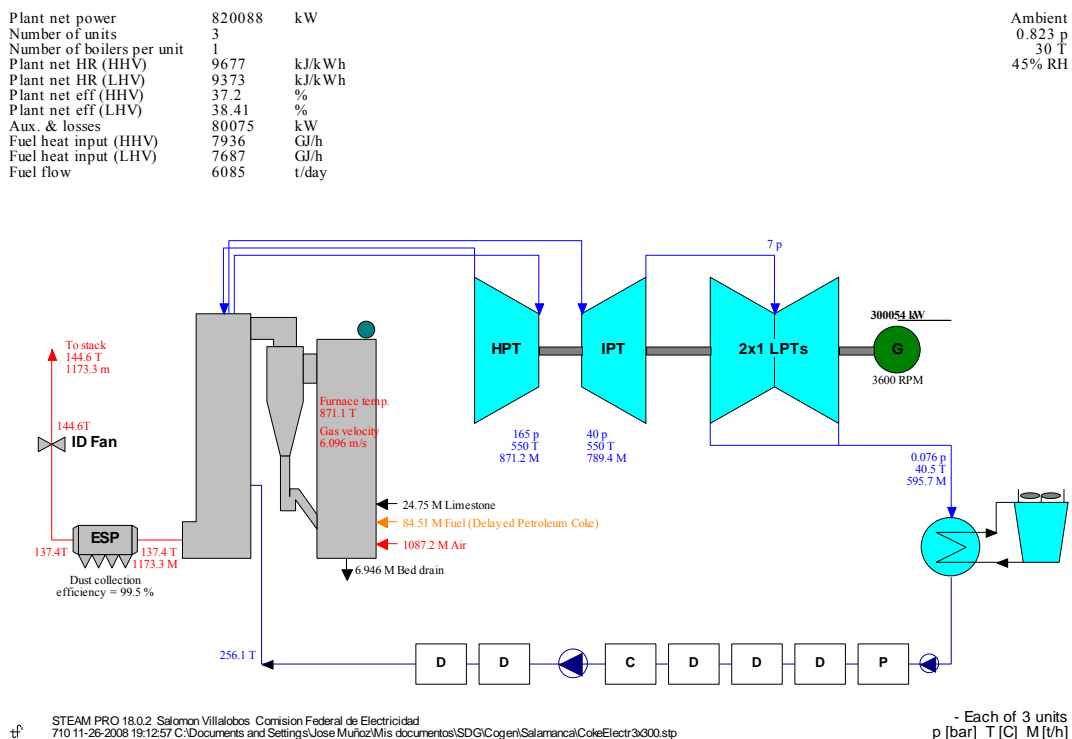 Plant net power 820088 kW
Number of units 3
Number of boilers per unit 1
Plant net HR (HHV) 9677 kJ/kWh
Plant net HR (LHV) 9373 kJ/kWh
Plant net eff (HHV) 37.2 %
Plant net eff (LHV) 38.41 %
Aux. & losses 80075 kW
Fuel heat input (HHV) 7936 GJ/h
Fuel heat input (LHV) 7687 GJ/h
Fuel flow 6085 t/day
Ambient
0.823 p
30 T
45% RH
7 p
300054 kW
HPT
IPT
2x1 LPTs
G
3600 RPM
To stack
144.6 T
1173.3 m
144.6T
ID Fan
Furnace temp.
871.1 T
Gas velocity
6.096 m/s
165 p
550 T
871.2 M
40 p
550 T
789.4 M
0.076 p
40.5 T
595.7 M
24.75 M Limestone
84.51 M Fuel (Delayed Petroleum Coke)
1087.2 M Air
6.946 M Bed drain
ESP
137.4T
137.4 T
1173.3 M
Dust collection
efficiency = 99.5 %
256.1 T
D
D
C
D
D
D
P
STEAM PRO 18.0.2 Salomon Villalobos Comision Federal de Electricidad
710 11-26-2008 19:12:57 C:\Documents and Settings\Jose Muñoz\Mis documentos\SDG\Cogen\Salamanca\CokeElectr3x300.stp
- Each of 3 units
p [bar] T [C] M [t/h]